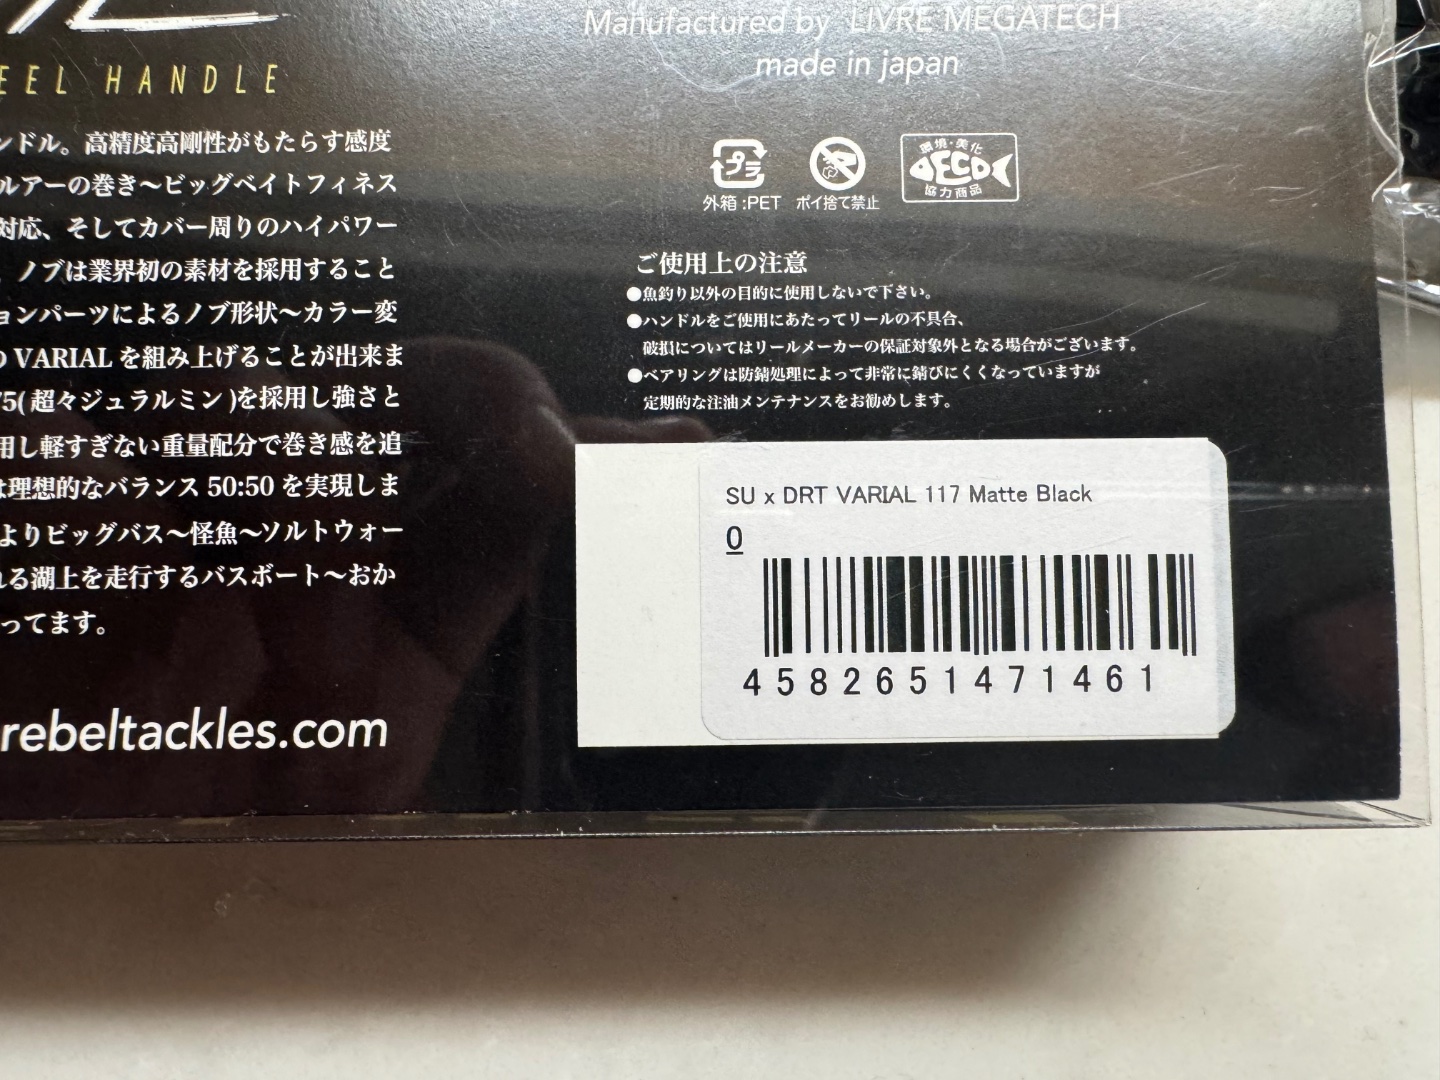 EEL HANDLE
ンドル。高精度高剛性がもたらす感度
ルアーの巻き〜ビッグベイトフィネス
対応、そしてカバー周りのハイパワー
ノブは業界初の素材を採用すること
ョンパーツによるノブ形状〜カラー変
VARIAL を組み上げることが出来ま
75(超々ジュラルミン)を採用し強さと
用し軽すぎない重量配分で巻き感を追
は理想的なバランス 50:50 を実現しま
よりビッグバス〜怪魚〜ソルトウォー
れる湖上を走行するバスボート〜おか
ってます。
rebeltackles.com
Manufactured by LIVRE MEGATECH
made in japan
プラ
外箱:PET
ポイ捨て禁止
環境・美化
ECO
協力商品
ご使用上の注意
●魚釣り以外の目的に使用しないで下さい。
●ハンドルをご使用にあたってリールの不具合、
破損についてはリールメーカーの保証対象外となる場合がございます。
●ベアリングは防錆処理によって非常に錆びにくくなっていますが
定期的な注油メンテナンスをお勧めします。
SU x DRT VARIAL 117 Matte Black
0
4582651471461